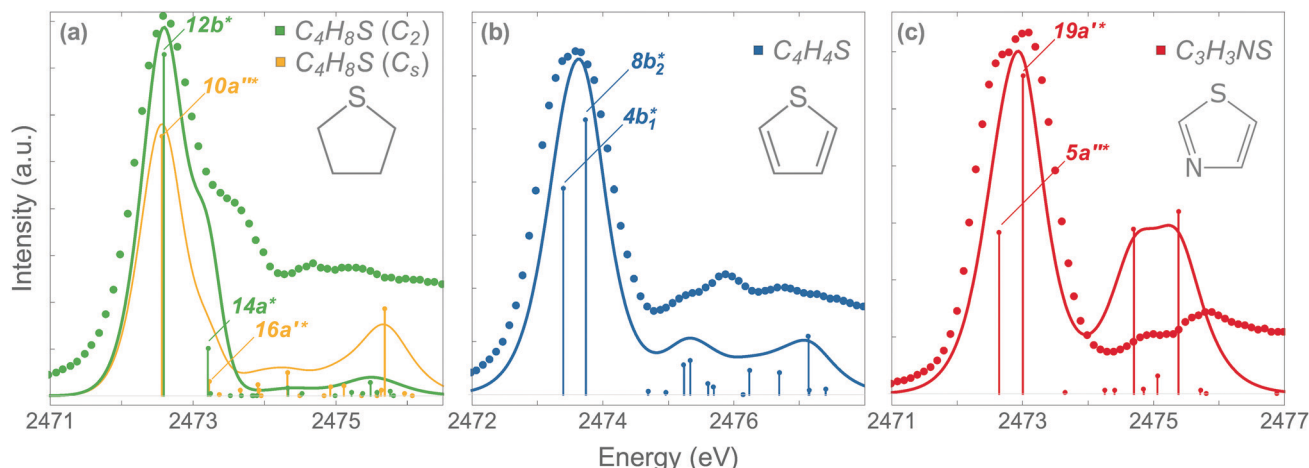 (a)
12b*
C4H8S (C2)
C4H8S (Cs)
10a''*
S
14a*
16a'*
(b)
C4H4S
8b2*
4b1*
S
(c)
19a'*
C3H3NS
5a''*
S
N
Intensity (a.u.)
2471 2473 2475
2472 2474 2476
2471 2473 2475 2477
Energy (eV)